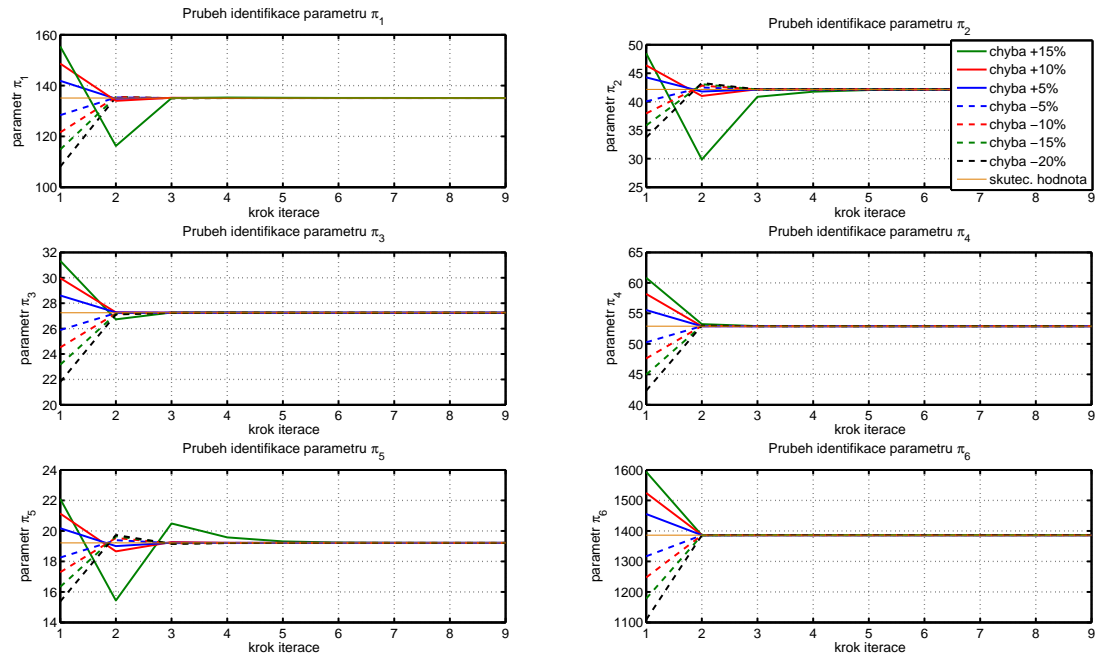 Prubeh identifikace parametru π1
160
140
120
100
parametr π1
1 2 3 4 5 6 7 8 9
krok iterace
Prubeh identifikace parametru π2
50
45
40
35
30
25
parametr π2
1 2 3 4 5 6 7 8 9
krok iterace
chyba +15%
chyba +10%
chyba +5%
chyba −5%
chyba −10%
chyba −15%
chyba −20%
skutec. hodnota
Prubeh identifikace parametru π3
32
30
28
26
24
22
20
parametr π3
1 2 3 4 5 6 7 8 9
krok iterace
Prubeh identifikace parametru π4
65
60
55
50
45
40
parametr π4
1 2 3 4 5 6 7 8 9
krok iterace
Prubeh identifikace parametru π5
24
22
20
18
16
14
parametr π5
1 2 3 4 5 6 7 8 9
krok iterace
Prubeh identifikace parametru π6
1600
1500
1400
1300
1200
1100
parametr π6
1 2 3 4 5 6 7 8 9
krok iterace